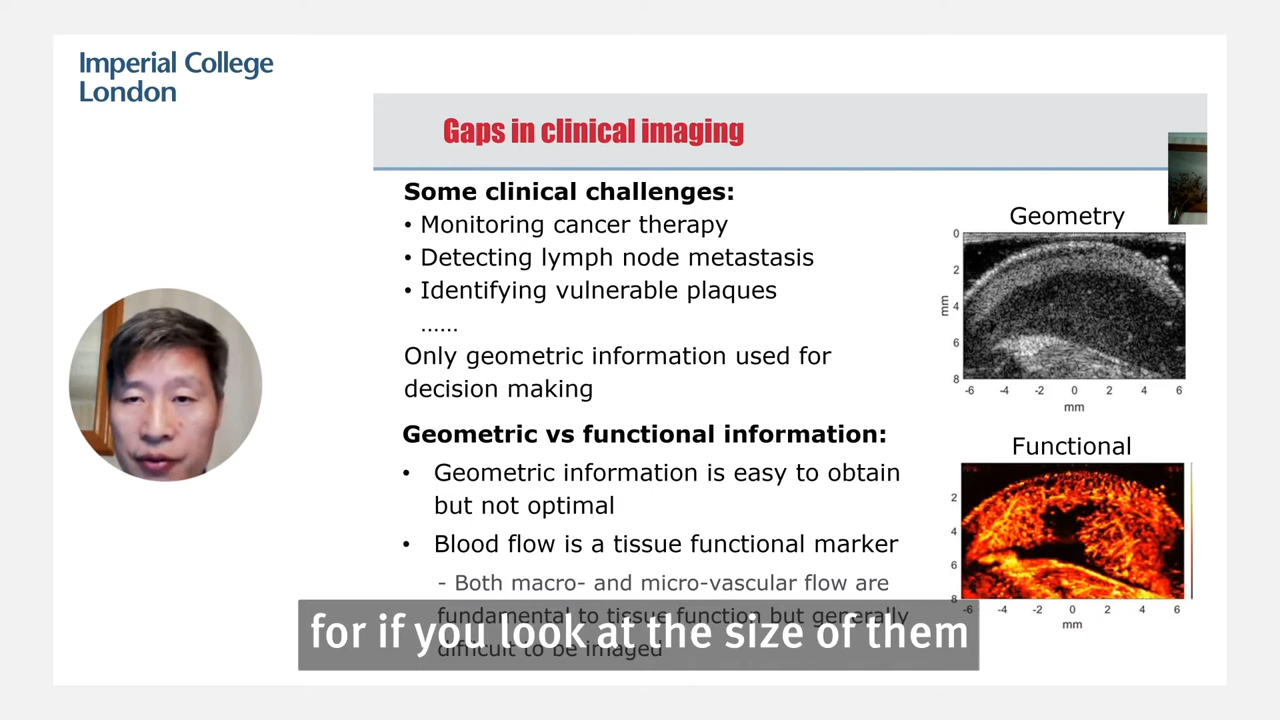 Imperial College
London
Gaps in clinical imaging
Some clinical challenges:
• Monitoring cancer therapy
• Detecting lymph node metastasis
• Identifying vulnerable plaques
......
Only geometric information used for
decision making
Geometric vs functional information:
• Geometric information is easy to obtain
but not optimal
• Blood flow is a tissue functional marker
- Both macro- and micro-vascular flow are
fundamental to tissue function but generally
difficult to be imaged
Geometry
0
2
4
6
8
mm
-6 -4 -2 0 2 4 6
mm
Functional
2
4
6
8
-6 -4 -2 0 2 4 6
mm
for if you look at the size of them